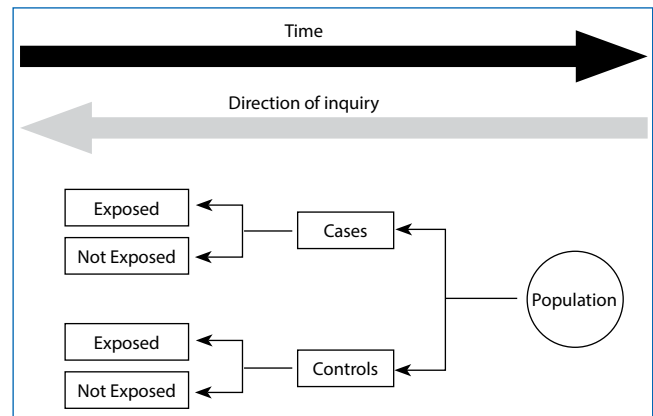 Time
Direction of inquiry
Exposed
Cases
Not Exposed
Population
Exposed
Controls
Not Exposed